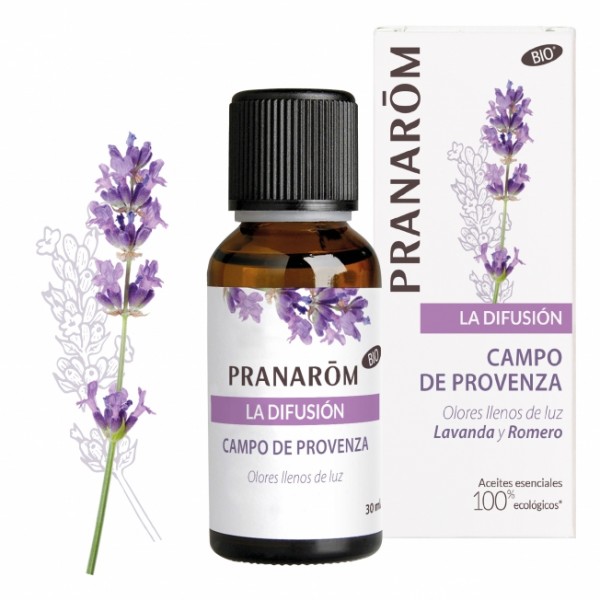 PRANARŌM
BIO
LA DIFUSIÓN
CAMPO DE PROVENZA
Olores llenos de luz
30 ml
PRANARŌM
BIO*
LA DIFUSIÓN
CAMPO
DE PROVENZA
Olores llenos de luz
Lavanda y Romero
Aceites esenciales
100% ecológicos*